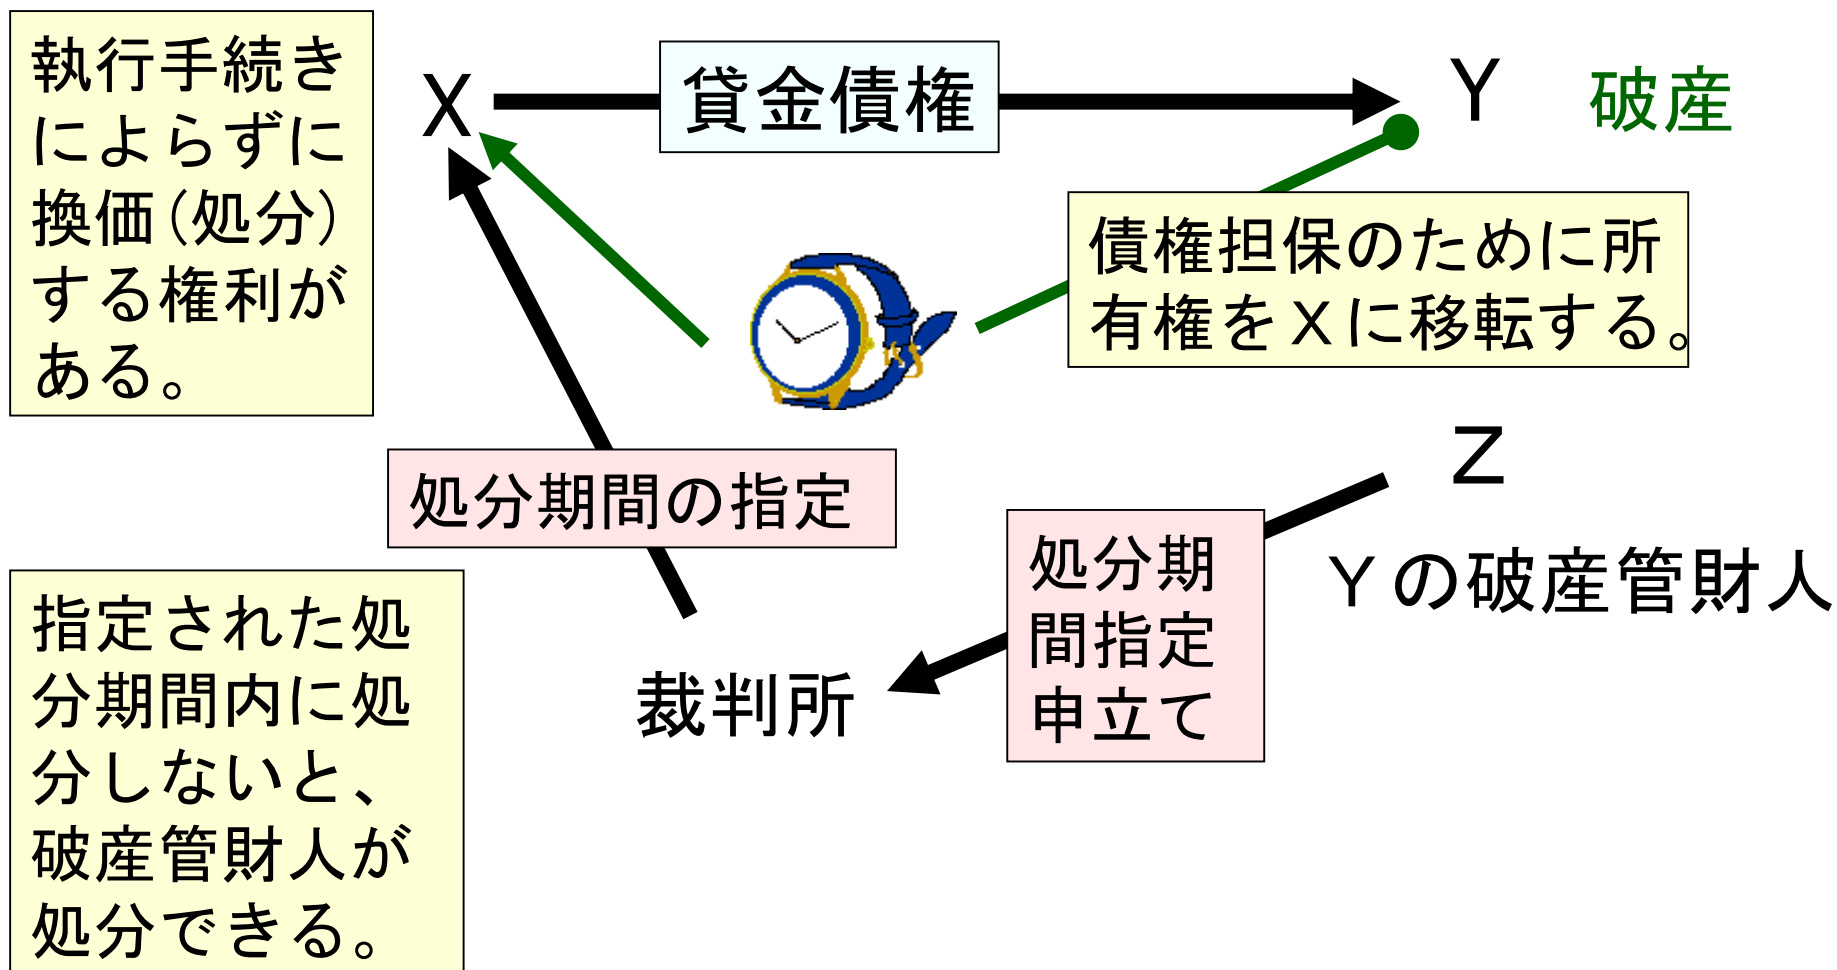 執行手続き
によらずに
換価(処分)
する権利が
ある。
X
貸金債権
Y
破産
債権担保のために所
有権をXに移転する。
処分期間の指定
Z
Yの破産管財人
処分期
間指定
申立て
裁判所
指定された処
分期間内に処
分しないと、
破産管財人が
処分できる。